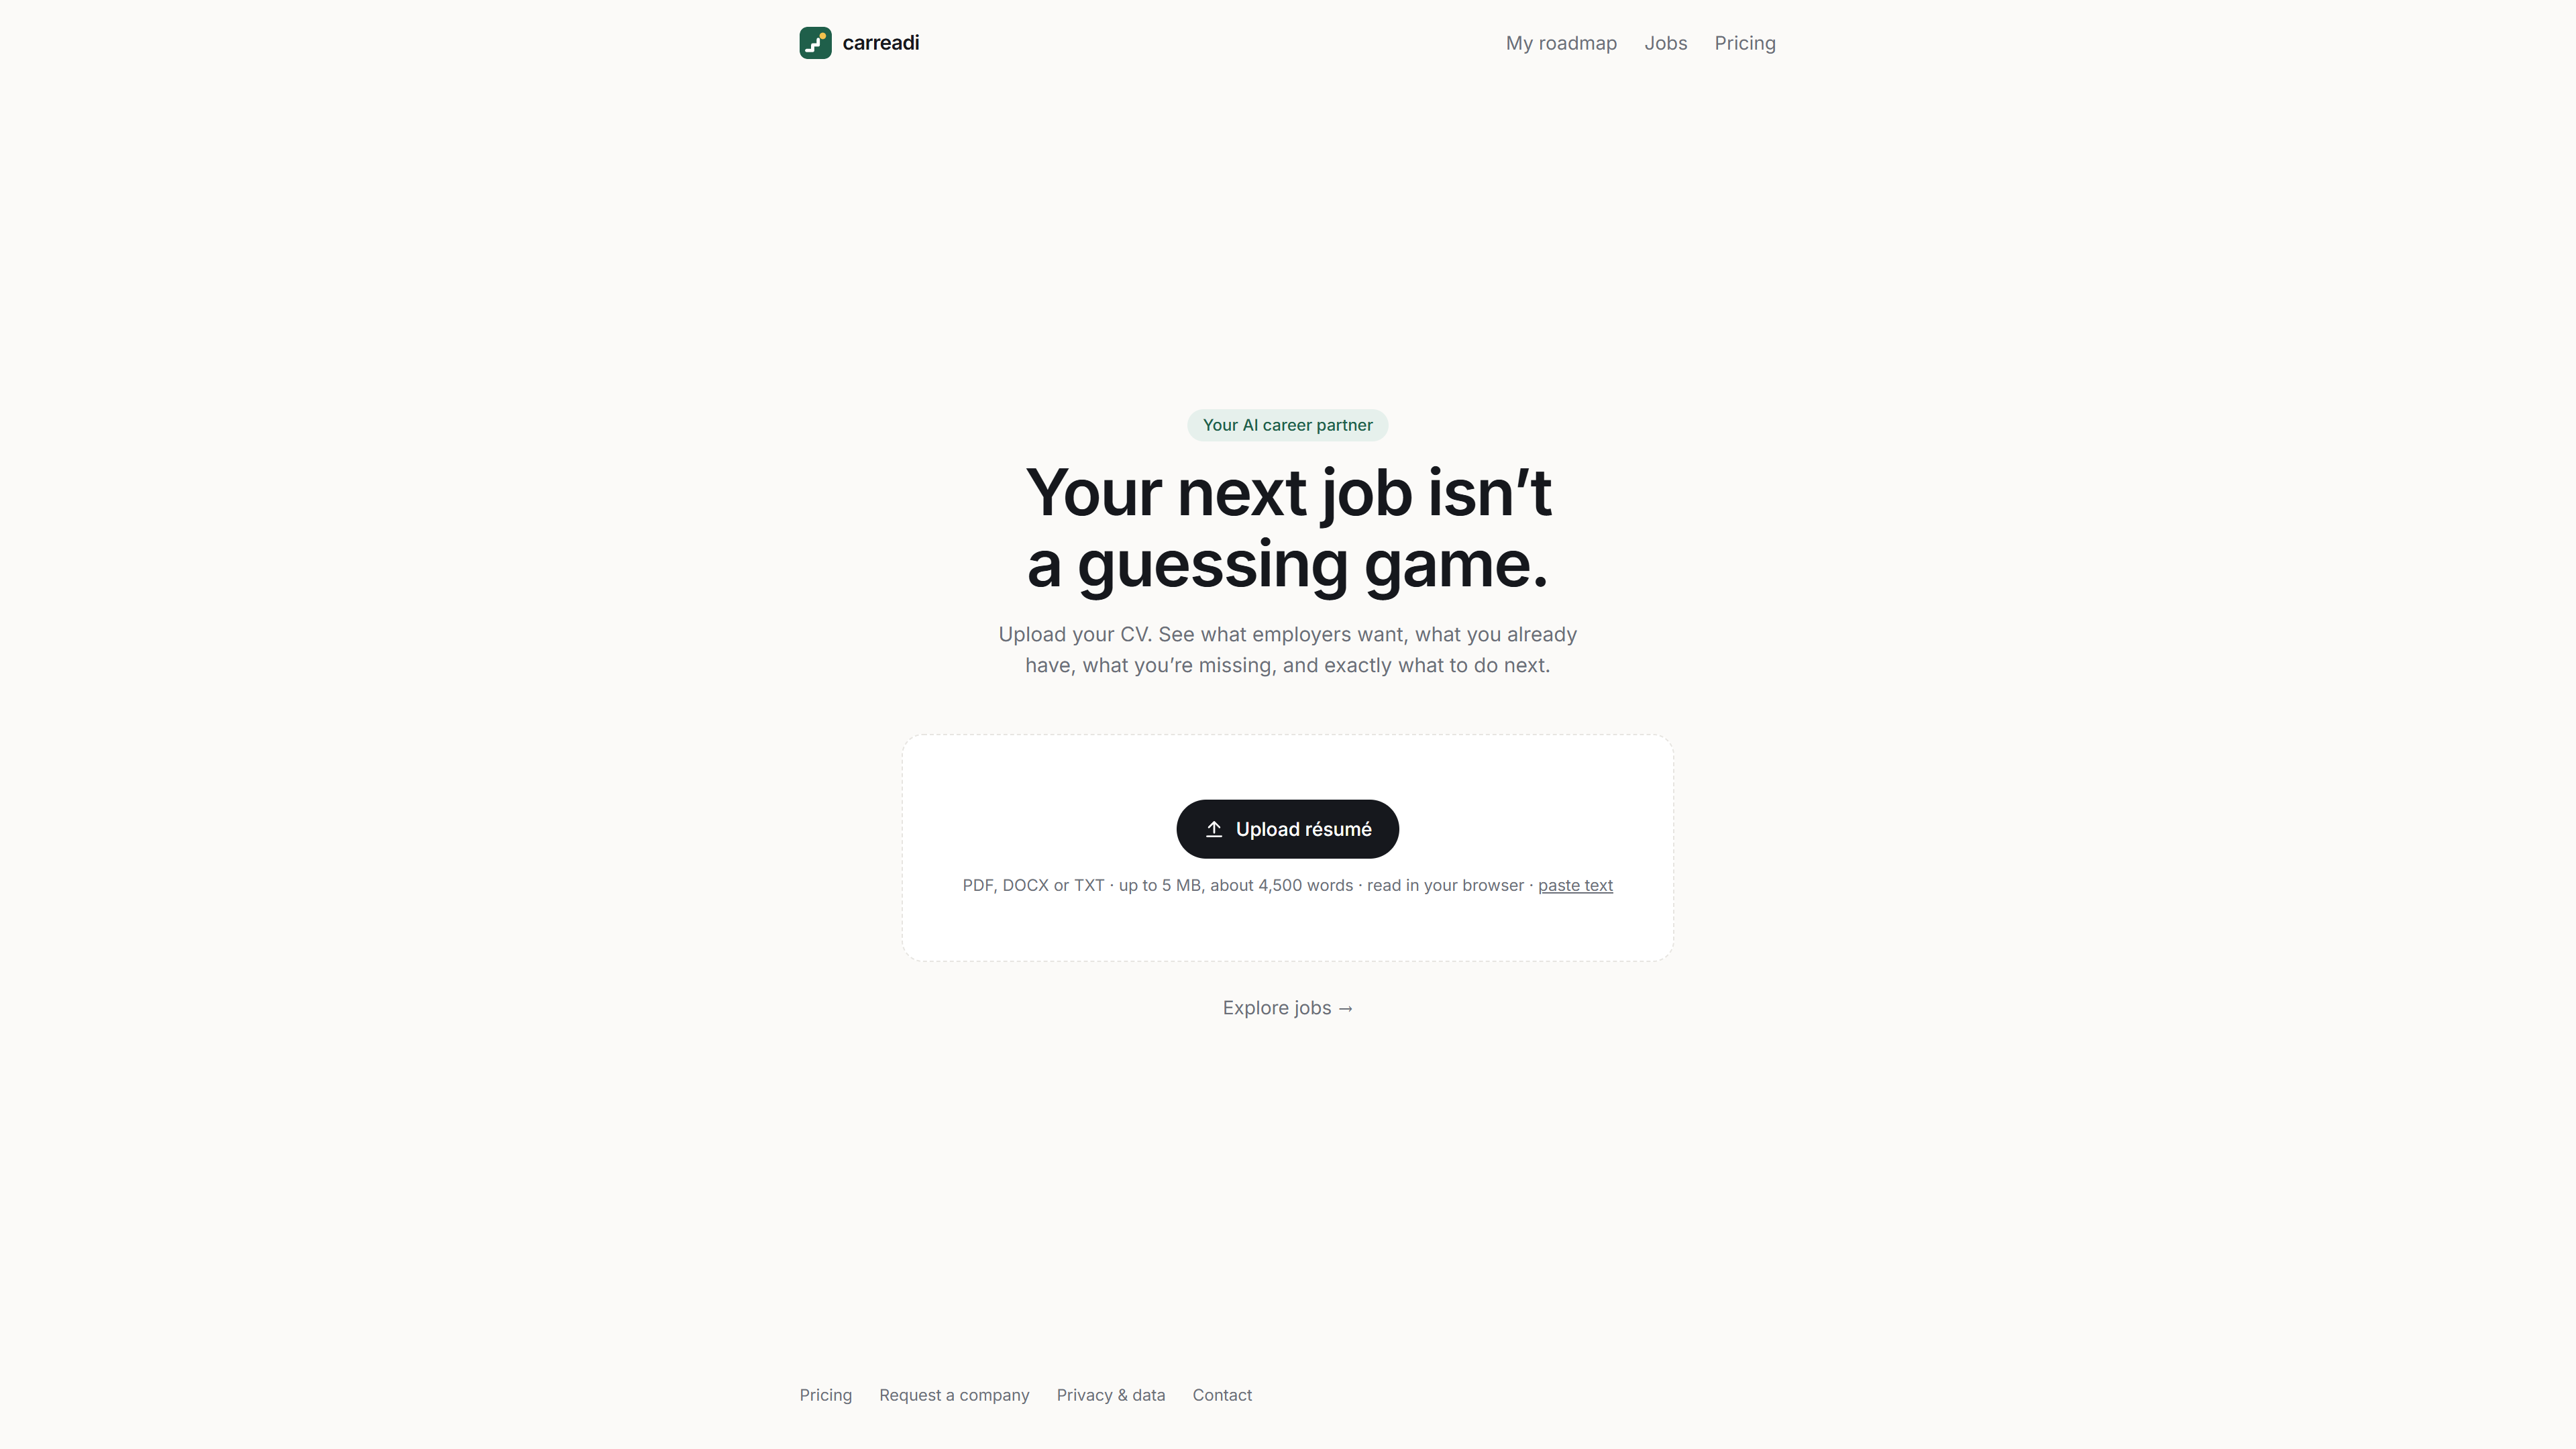 carreadi
My roadmap
Jobs
Pricing
Your AI career partner
Your next job isn’t
a guessing game.
Upload your CV. See what employers want, what you already
have, what you’re missing, and exactly what to do next.
Upload résumé
PDF, DOCX or TXT · up to 5 MB, about 4,500 words · read in your browser · paste text
Explore jobs →
Pricing
Request a company
Privacy & data
Contact